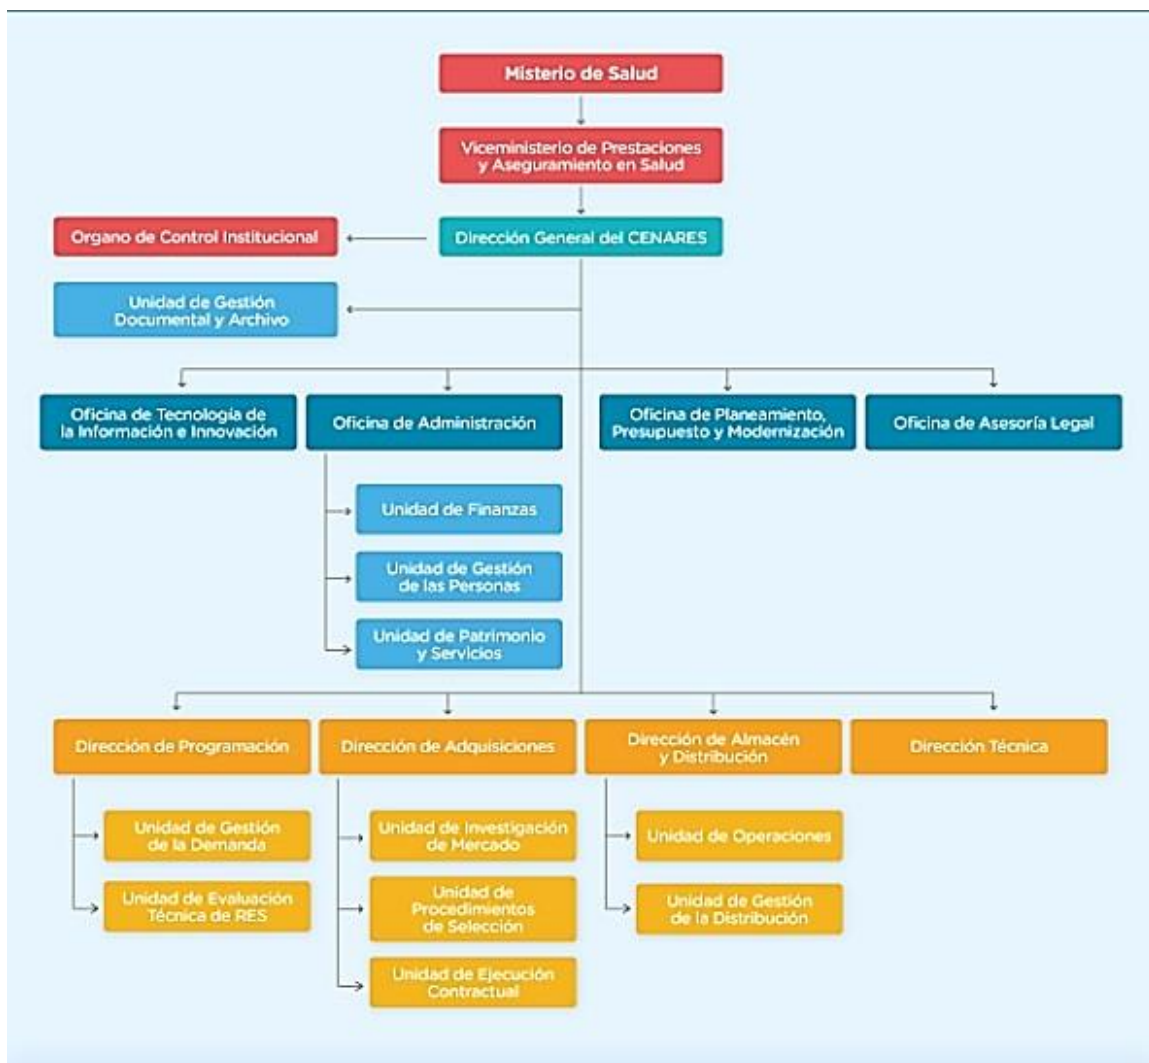 Misterio de Salud
Viceministerio de Prestaciones
y Aseguramiento en Salud
Organo de Control Institucional
Dirección General del CENARES
Unidad de Gestión
Documental y Archivo
Oficina de Tecnología de
la Información e Innovación
Oficina de Administración
Oficina de Planeamiento,
Presupuesto y Modernización
Oficina de Asesoría Legal
Unidad de Finanzas
Unidad de Gestión
de las Personas
Unidad de Patrimonio
y Servicios
Dirección de Programación
Dirección de Adquisiciones
Dirección de Almacén
y Distribución
Dirección Técnica
Unidad de Gestión
de la Demanda
Unidad de Evaluación
Técnica de RES
Unidad de Investigación
de Mercado
Unidad de
Procedimientos
de Selección
Unidad de Ejecución
Contractual
Unidad de Operaciones
Unidad de Gestión
de la Distribución